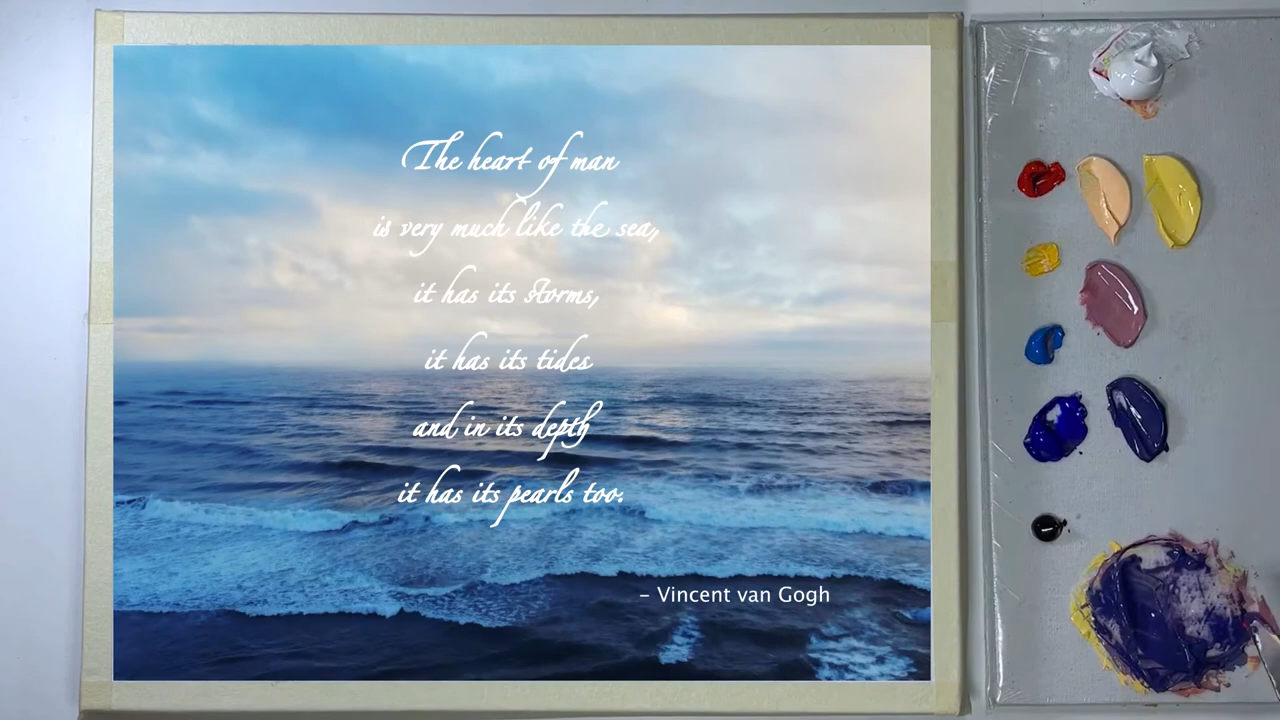 The heart of man
is very much like the sea,
it has its storms,
it has its tides
and in its depth
it has its pearls too.
– Vincent van Gogh